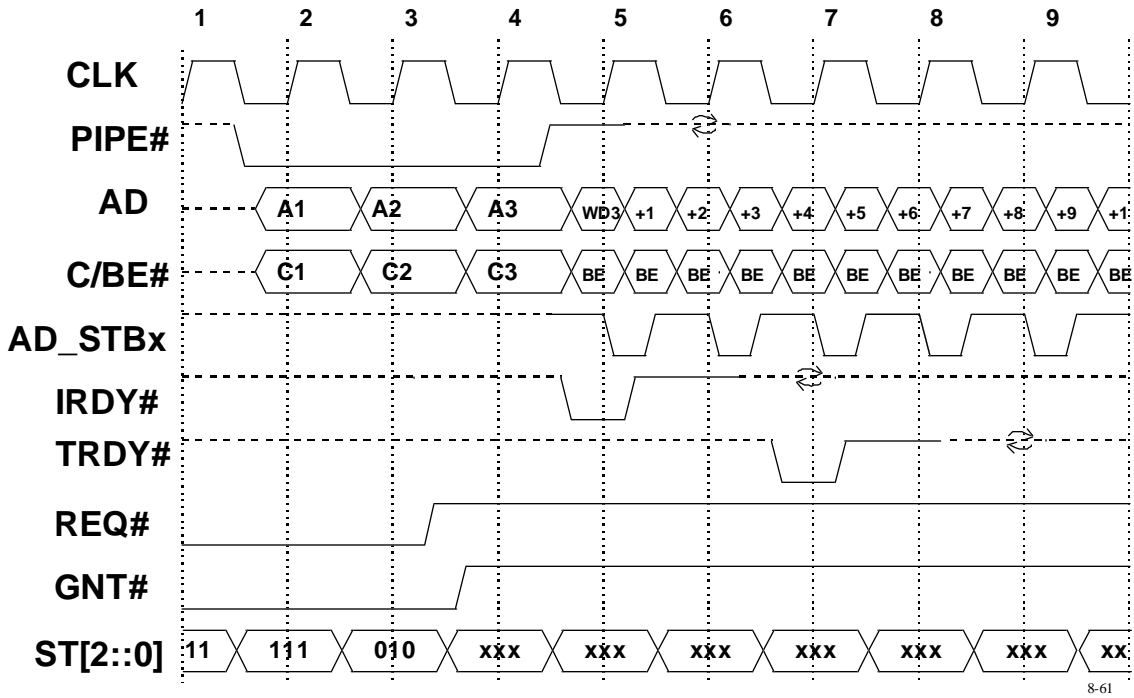 1 2 3 4 5 6 7 8 9
CLK
PIPE#
AD A1 A2 A3 WD3 +1 +2 +3 +4 +5 +6 +7 +8 +9 +1
C/BE# C1 C2 C3 BE BE BE BE BE BE BE BE BE BE BE
AD_STBx
IRDY#
TRDY#
REQ#
GNT#
ST[2::0] 11 111 010 xxx xxx xxx xxx xxx xxx xx
8-61